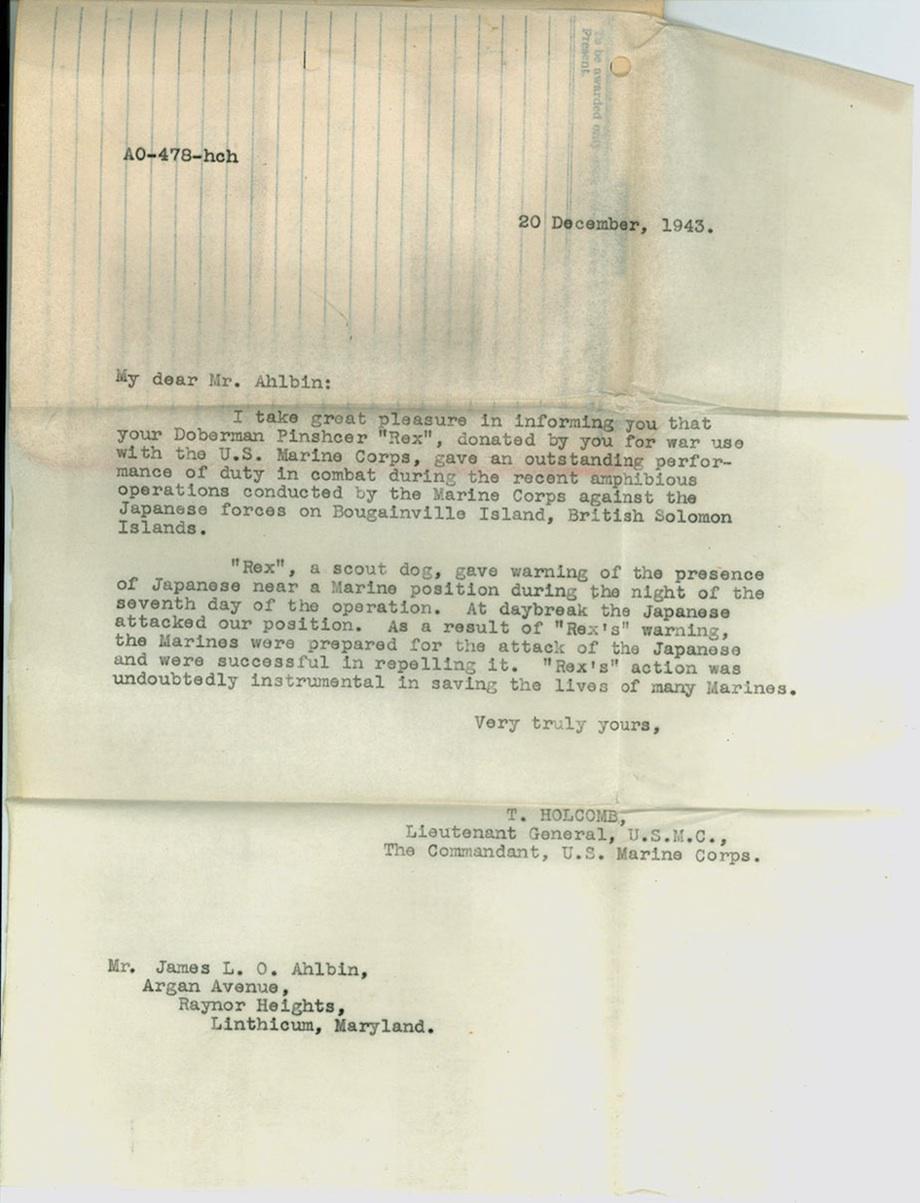 To be awarded only
Present.
AO-478-hch
20 December, 1943.
My dear Mr. Ahlbin:
I take great pleasure in informing you that
your Doberman Pinshcer "Rex", donated by you for war use
with the U.S. Marine Corps, gave an outstanding perfor-
mance of duty in combat during the recent amphibious
operations conducted by the Marine Corps against the
Japanese forces on Bougainville Island, British Solomon
Islands.
"Rex", a scout dog, gave warning of the presence
of Japanese near a Marine position during the night of the
seventh day of the operation. At daybreak the Japanese
attacked our position. As a result of "Rex's" warning,
the Marines were prepared for the attack of the Japanese
and were successful in repelling it. "Rex's" action was
undoubtedly instrumental in saving the lives of many Marines.
Very truly yours,
T. HOLCOMB,
Lieutenant General, U.S.M.C.,
The Commandant, U.S. Marine Corps.
Mr. James L. O. Ahlbin,
Argan Avenue,
Raynor Heights,
Linthicum, Maryland.